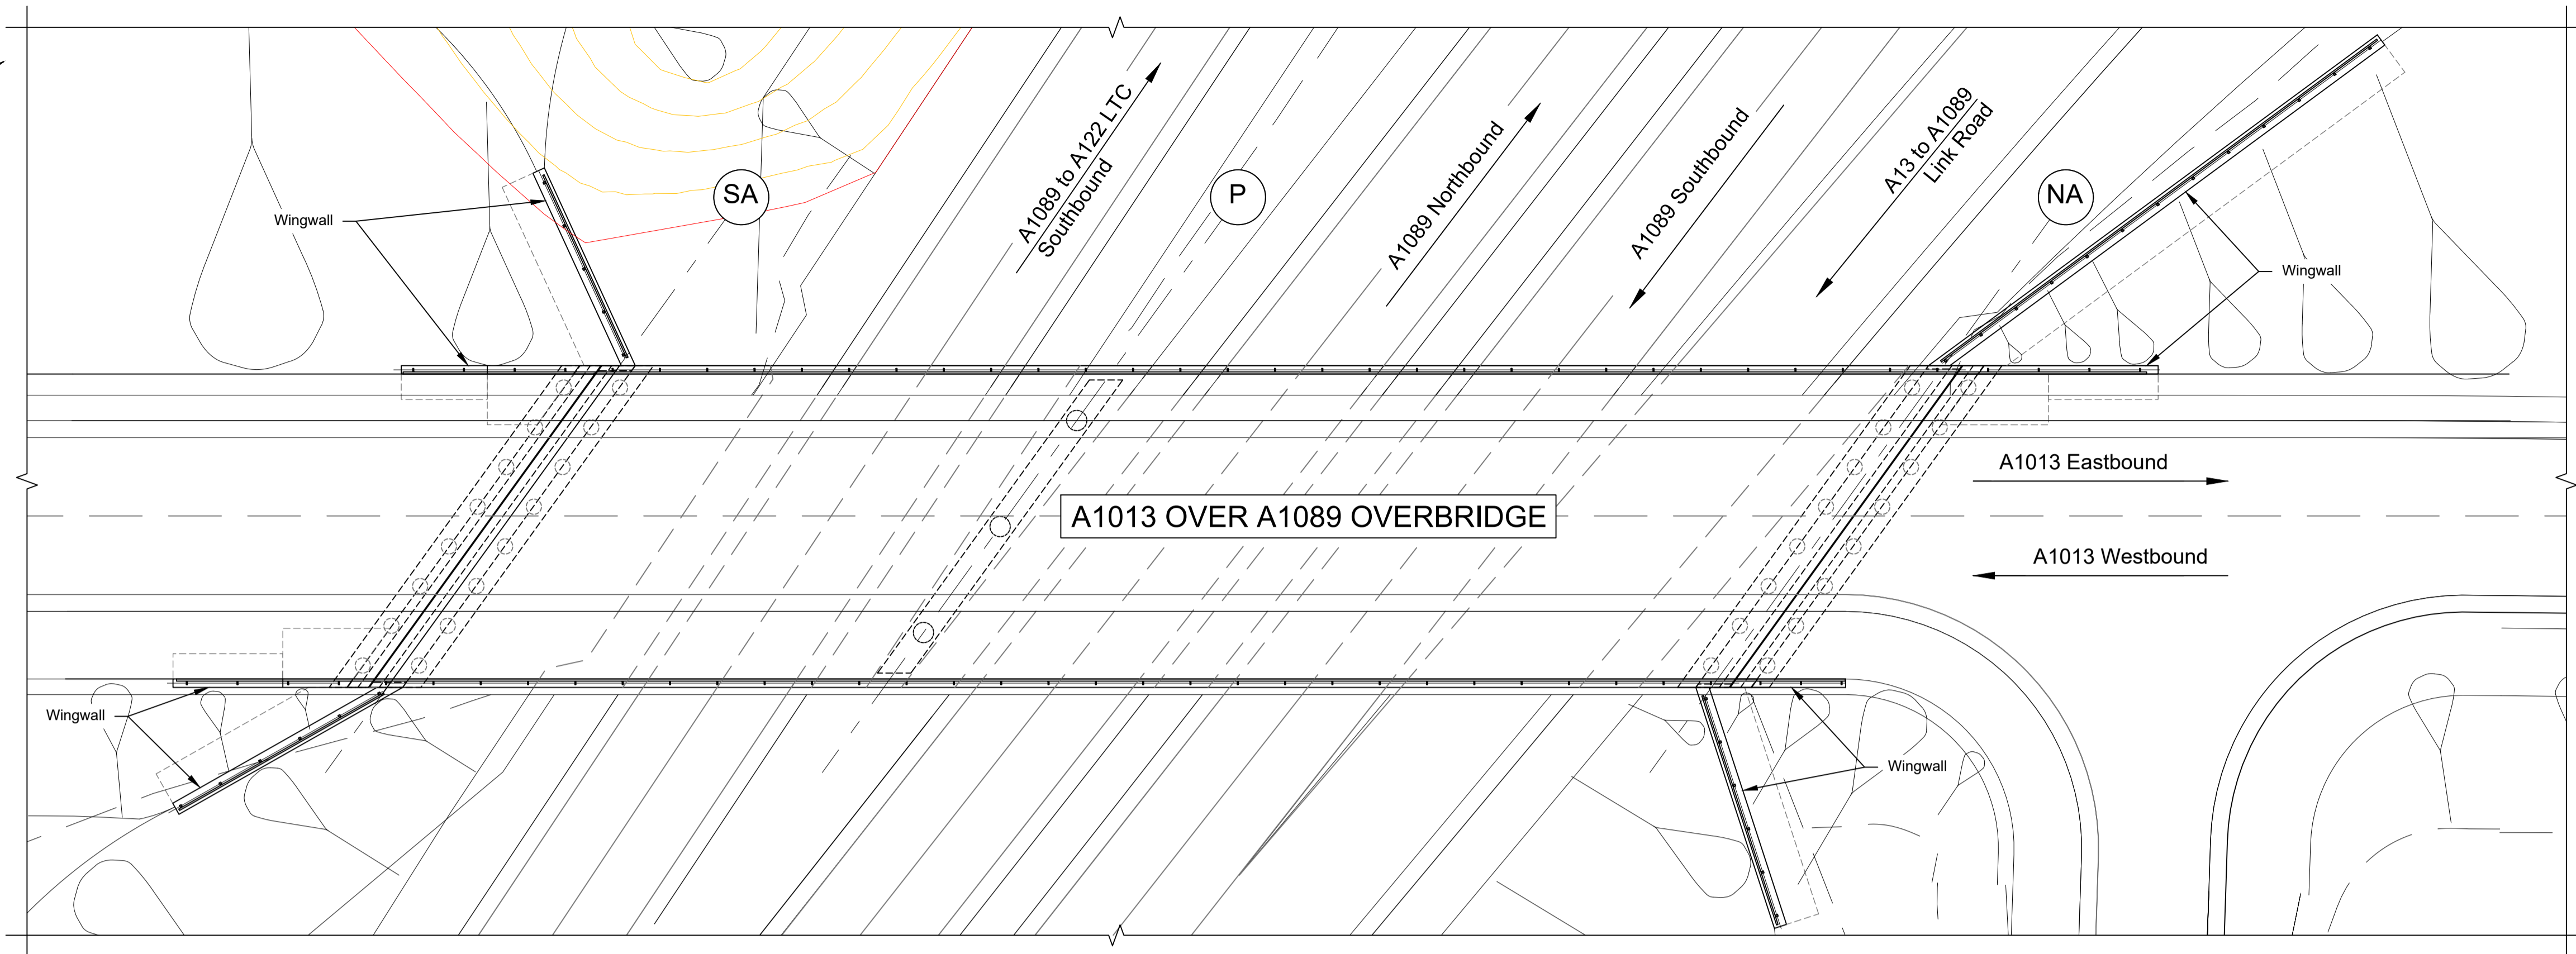 SA
P
NA
A1089 to A122 LTC
Southbound
A1089 Northbound
A1089 Southbound
A13 to A1089
Link Road
Wingwall
Wingwall
A1013 Eastbound
A1013 OVER A1089 OVERBRIDGE
A1013 Westbound
Wingwall
Wingwall